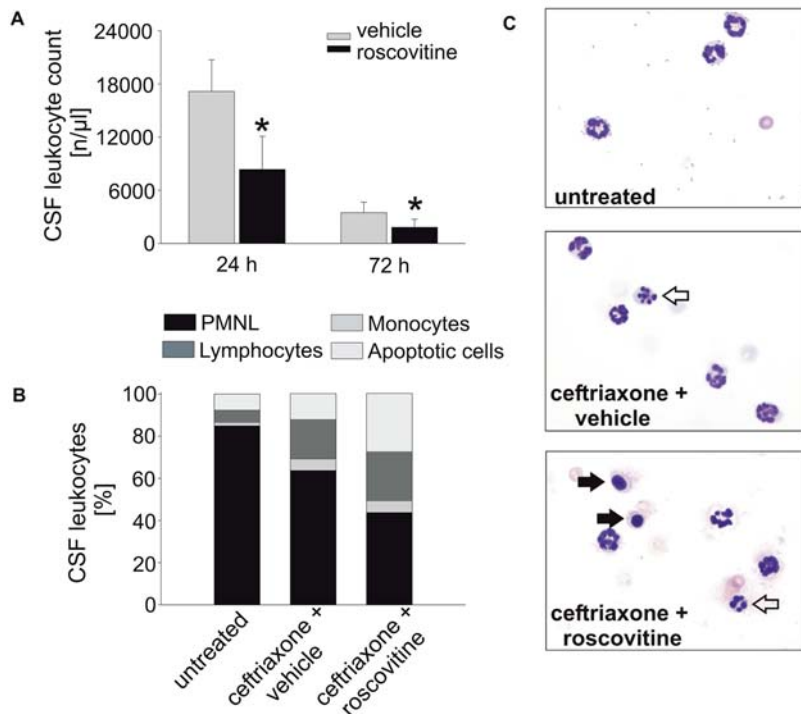 A
CSF leukocyte count
[n/µl]
24000
18000
12000
6000
0
vehicle
roscovitine
*
*
24 h
72 h
PMNL
Monocytes
Lymphocytes
Apoptotic cells
B
CSF leukocytes
[%]
100
80
60
40
20
0
untreated
ceftriaxone +
vehicle
ceftriaxone +
roscovitine
C
untreated
ceftriaxone +
vehicle
ceftriaxone +
roscovitine